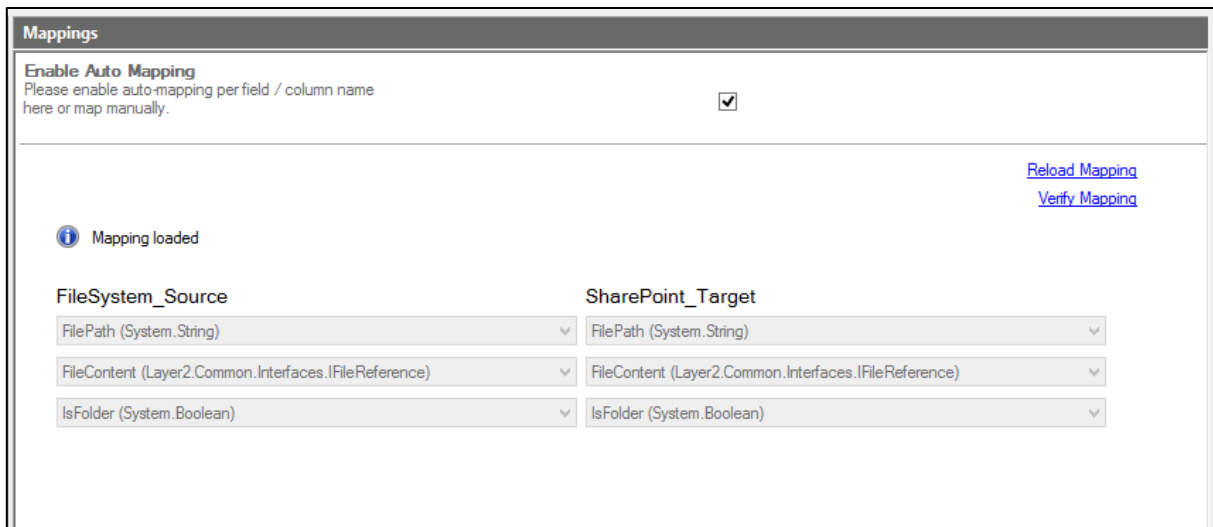 Mappings
Enable Auto Mapping
Please enable auto-mapping per field / column name
here or map manually.
Reload Mapping
Verify Mapping
Mapping loaded
FileSystem_Source SharePoint_Target
FilePath (System.String) FilePath (System.String)
FileContent (Layer2.Common.Interfaces.IFileReference) FileContent (Layer2.Common.Interfaces.IFileReference)
IsFolder (System.Boolean) IsFolder (System.Boolean)